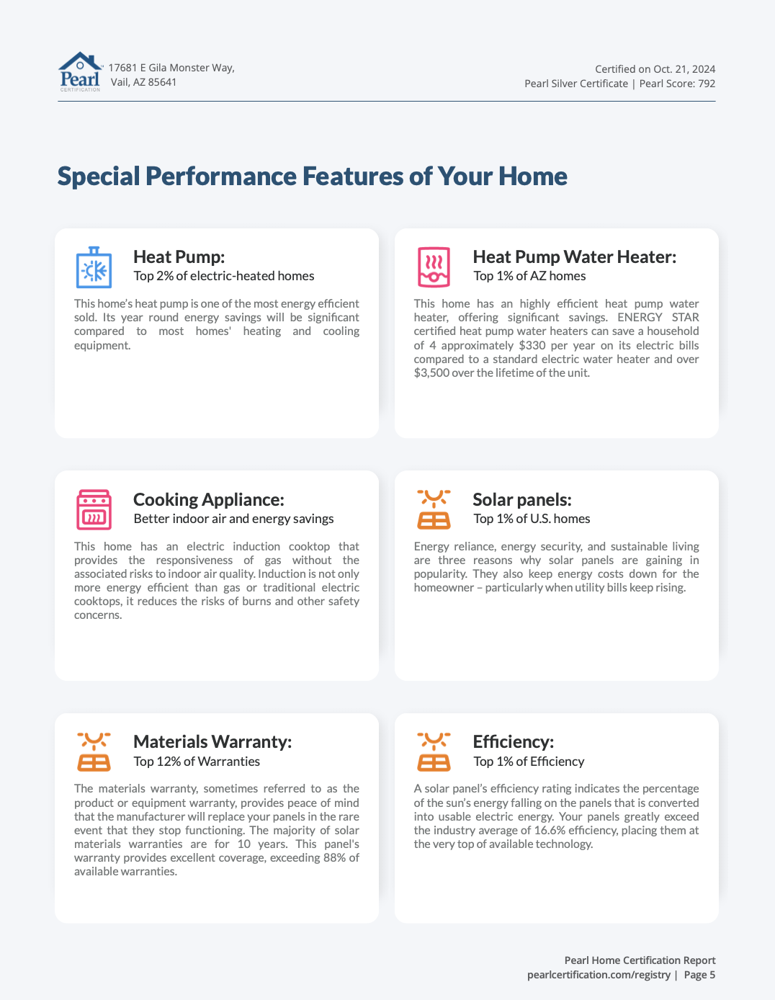 Pearl
CERTIFICATION
17681 E Gila Monster Way,
Vail, AZ 85641
Certified on Oct. 21, 2024
Pearl Silver Certificate | Pearl Score: 792
Special Performance Features of Your Home
Heat Pump:
Top 2% of electric-heated homes
This home’s heat pump is one of the most energy efficient
sold. Its year round energy savings will be significant
compared to most homes' heating and cooling
equipment.
Heat Pump Water Heater:
Top 1% of AZ homes
This home has an highly efficient heat pump water
heater, offering significant savings. ENERGY STAR
certified heat pump water heaters can save a household
of 4 approximately $330 per year on its electric bills
compared to a standard electric water heater and over
$3,500 over the lifetime of the unit.
Cooking Appliance:
Better indoor air and energy savings
This home has an electric induction cooktop that
provides the responsiveness of gas without the
associated risks to indoor air quality. Induction is not only
more energy efficient than gas or traditional electric
cooktops, it reduces the risks of burns and other safety
concerns.
Solar panels:
Top 1% of U.S. homes
Energy reliance, energy security, and sustainable living
are three reasons why solar panels are gaining in
popularity. They also keep energy costs down for the
homeowner – particularly when utility bills keep rising.
Materials Warranty:
Top 12% of Warranties
The materials warranty, sometimes referred to as the
product or equipment warranty, provides peace of mind
that the manufacturer will replace your panels in the rare
event that they stop functioning. The majority of solar
materials warranties are for 10 years. This panel's
warranty provides excellent coverage, exceeding 88% of
available warranties.
Efficiency:
Top 1% of Efficiency
A solar panel’s efficiency rating indicates the percentage
of the sun’s energy falling on the panels that is converted
into usable electric energy. Your panels greatly exceed
the industry average of 16.6% efficiency, placing them at
the very top of available technology.
Pearl Home Certification Report
pearlcertification.com/registry | Page 5